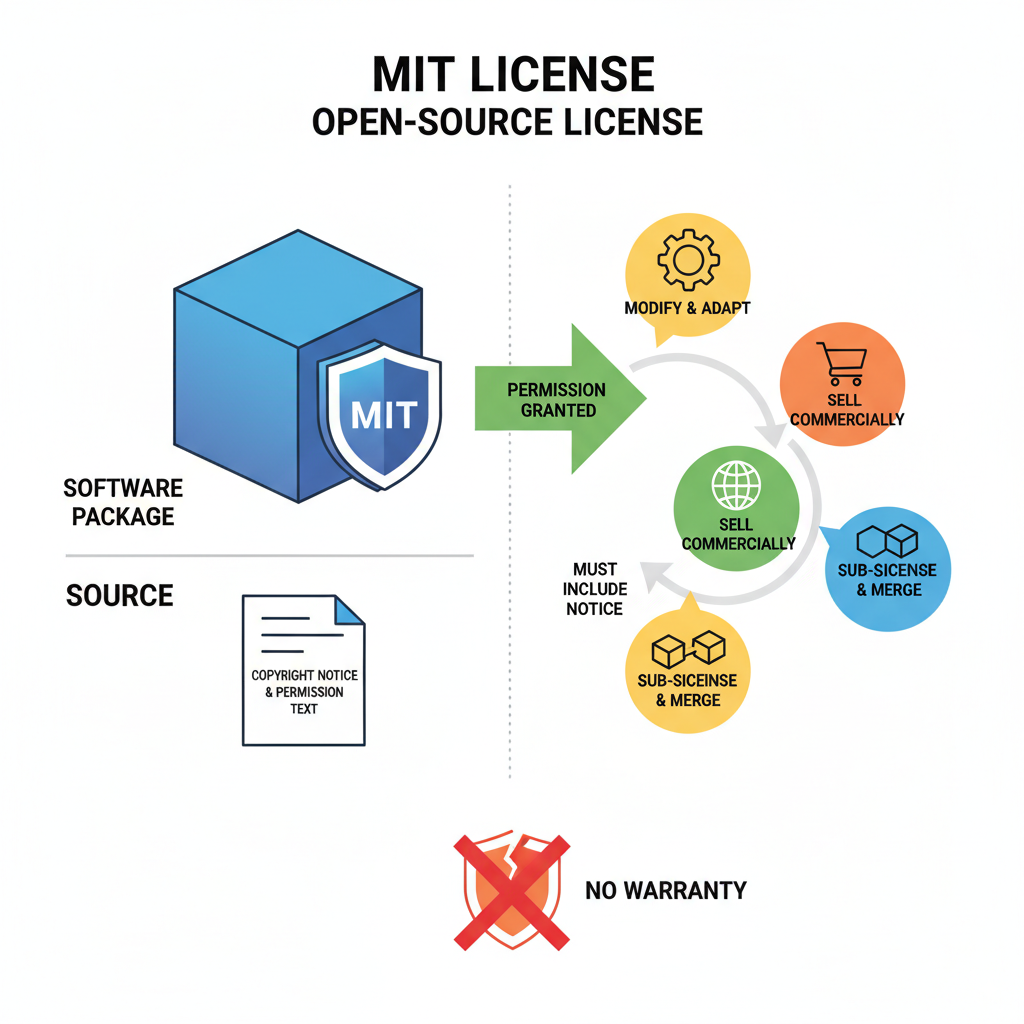 MIT LICENSE
OPEN-SOURCE LICENSE
MIT
SOFTWARE
PACKAGE
SOURCE
COPYRIGHT NOTICE
& PERMISSION
TEXT
PERMISSION
GRANTED
MODIFY & ADAPT
SELL
COMMERCIALLY
SELL
COMMERCIALLY
SUB-SICENSE
& MERGE
MUST
INCLUDE
NOTICE
SUB-SICEINSE
& MERGE
NO WARRANTY